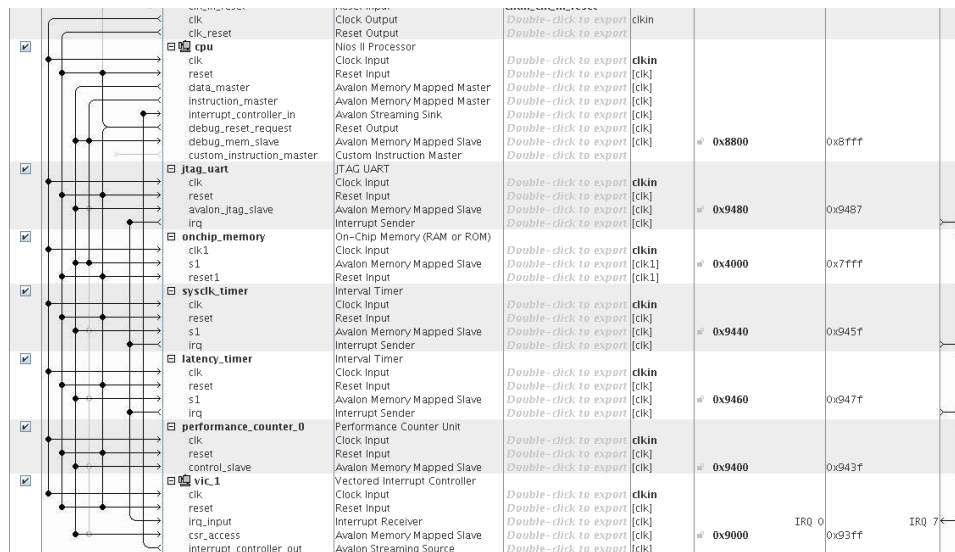 clk Clock Output Double-click to export clkin
clk_reset Reset Output Double-click to export
cpu Nios II Processor
clk Clock Input Double-click to export clkin
reset Reset Input Double-click to export [clk]
data_master Avalon Memory Mapped Master Double-click to export [clk]
instruction_master Avalon Memory Mapped Master Double-click to export [clk]
interrupt_controller_in Avalon Streaming Sink Double-click to export [clk]
debug_reset_request Reset Output Double-click to export [clk]
debug_mem_slave Avalon Memory Mapped Slave Double-click to export [clk] 0x8800 0x8fff
custom_instruction_master Custom Instruction Master Double-click to export
jtag_uart JTAG UART
clk Clock Input Double-click to export clkin
reset Reset Input Double-click to export [clk]
avalon_jtag_slave Avalon Memory Mapped Slave Double-click to export [clk] 0x9480 0x9487
irq Interrupt Sender Double-click to export [clk]
onchip_memory On-Chip Memory (RAM or ROM)
clk1 Clock Input Double-click to export clkin
s1 Avalon Memory Mapped Slave Double-click to export [clk1] 0x4000 0x7fff
reset1 Reset Input Double-click to export [clk1]
sysclk_timer Interval Timer
clk Clock Input Double-click to export clkin
reset Reset Input Double-click to export [clk]
s1 Avalon Memory Mapped Slave Double-click to export [clk] 0x9440 0x945f
irq Interrupt Sender Double-click to export [clk]
latency_timer Interval Timer
clk Clock Input Double-click to export clkin
reset Reset Input Double-click to export [clk]
s1 Avalon Memory Mapped Slave Double-click to export [clk] 0x9460 0x947f
irq Interrupt Sender Double-click to export [clk]
performance_counter_0 Performance Counter Unit
clk Clock Input Double-click to export clkin
reset Reset Input Double-click to export [clk]
control_slave Avalon Memory Mapped Slave Double-click to export [clk] 0x9400 0x943f
vic_1 Vectored Interrupt Controller
clk Clock Input Double-click to export clkin
reset Reset Input Double-click to export [clk]
irq_input Interrupt Receiver Double-click to export [clk] IRQ 0 IRQ 7
csr_access Avalon Memory Mapped Slave Double-click to export [clk] 0x9000 0x93ff
interrupt_controller_out Avalon Streaming Source Double-click to export [clk]